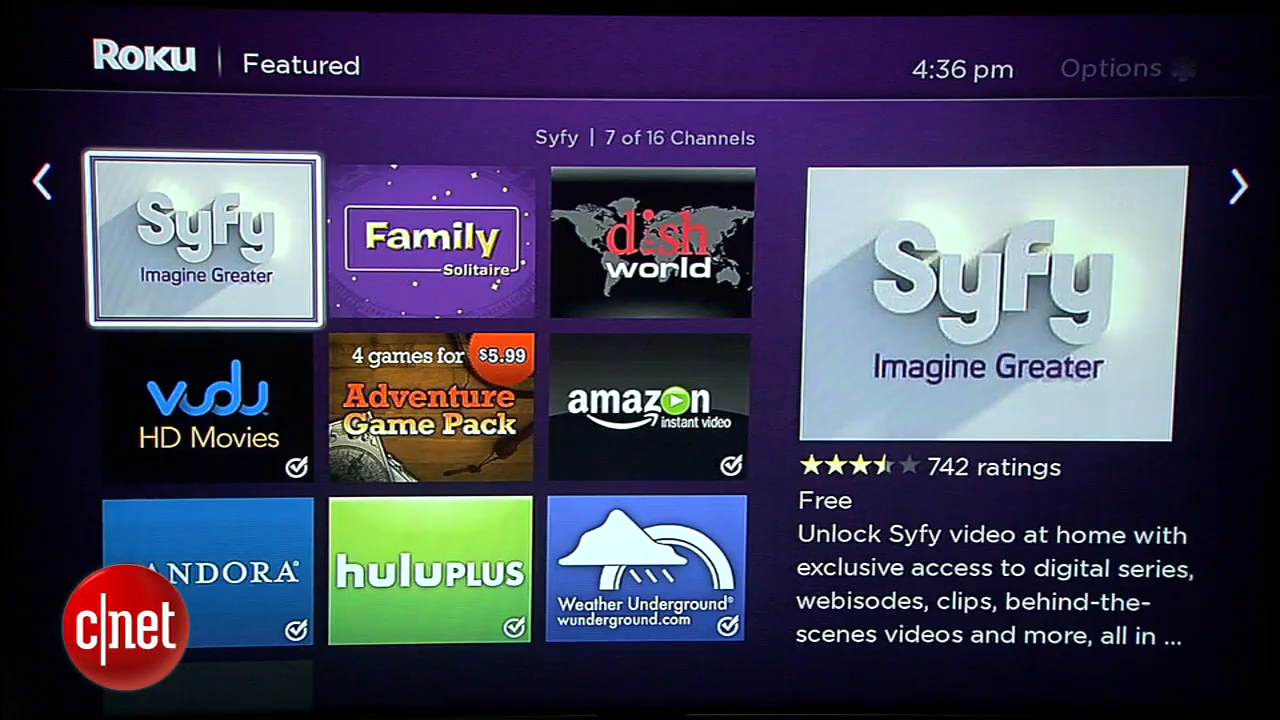 Roku
Featured
4:36 pm
Options
Syfy | 7 of 16 Channels
Syfy
Imagine Greater
Family
Solitaire
dish
world
Syfy
Imagine Greater
vudu
HD Movies
4 games for $5.99
Adventure
Game Pack
amazon
instant video
742 ratings
Free
Unlock Syfy video at home with
exclusive access to digital series,
webisodes, clips, behind-the-
scenes videos and more, all in ...
ANDORA®
huluPLUS
Weather Underground®
wunderground.com
c|net